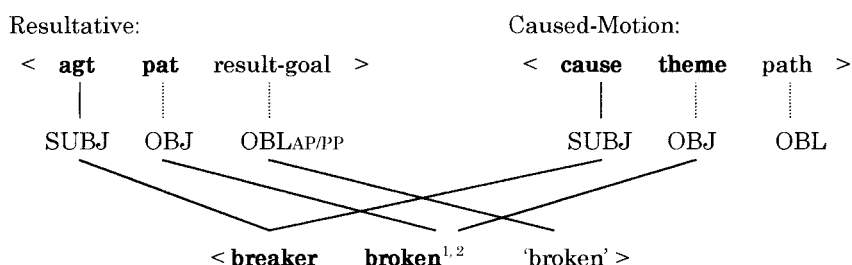 Resultative: Caused-Motion:
< agt pat result-goal > < cause theme path >
SUBJ OBJ OBLAP/PP SUBJ OBJ OBL
< breaker broken1, 2 'broken' >